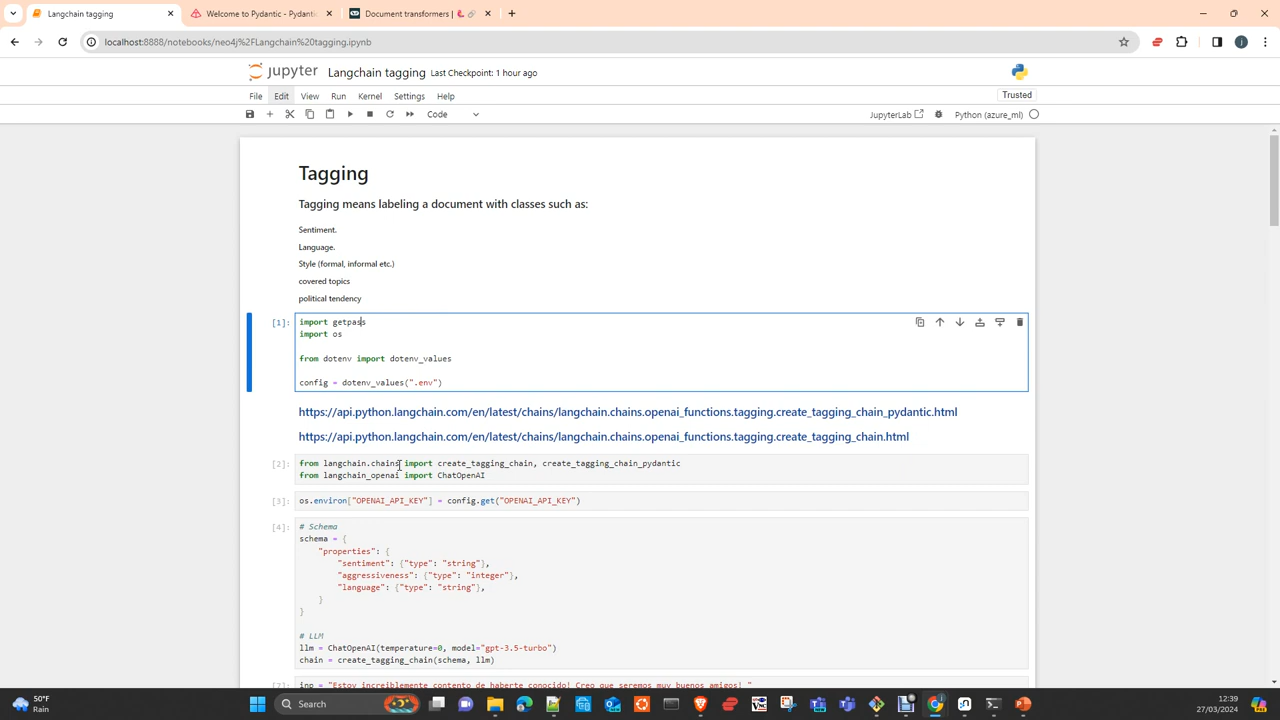 Langchain tagging
Welcome to Pydantic - Pydantic
Document transformers |
localhost:8888/notebooks/neo4j%2FLangchain%20tagging.ipynb
jupyter Langchain tagging Last Checkpoint: 1 hour ago
File Edit View Run Kernel Settings Help
Trusted
Code
JupyterLab
Python (azure_ml)
Tagging
Tagging means labeling a document with classes such as:
Sentiment.
Language.
Style (formal, informal etc.)
covered topics
political tendency
[1]:
import getpass
import os
from dotenv import dotenv_values
config = dotenv_values(".env")
https://api.python.langchain.com/en/latest/chains/langchain.chains.openai_functions.tagging.create_tagging_chain_pydantic.html
https://api.python.langchain.com/en/latest/chains/langchain.chains.openai_functions.tagging.create_tagging_chain.html
[2]:
from langchain.chains import create_tagging_chain, create_tagging_chain_pydantic
from langchain_openai import ChatOpenAI
[3]:
os.environ["OPENAI_API_KEY"] = config.get("OPENAI_API_KEY")
[4]:
# Schema
schema = {
"properties": {
"sentiment": {"type": "string"},
"aggressiveness": {"type": "integer"},
"language": {"type": "string"},
}
}
# LLM
llm = ChatOpenAI(temperature=0, model="gpt-3.5-turbo")
chain = create_tagging_chain(schema, llm)
inp = "Estoy increiblemente contento de haberte conocido! Creo que seremos muy buenos amigos! "
50°F
Rain
Search
12:39
27/03/2024